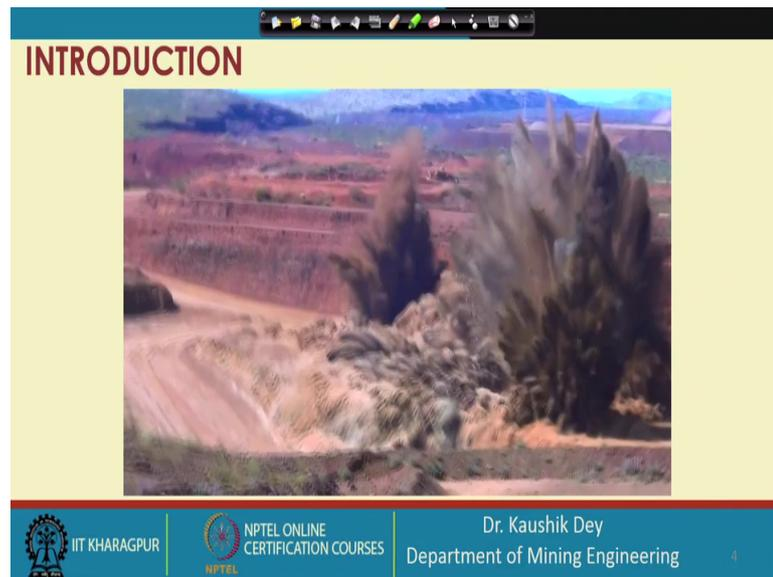 INTRODUCTION
IIT KHARAGPUR
NPTEL
NPTEL ONLINE
CERTIFICATION COURSES
Dr. Kaushik Dey
Department of Mining Engineering
4